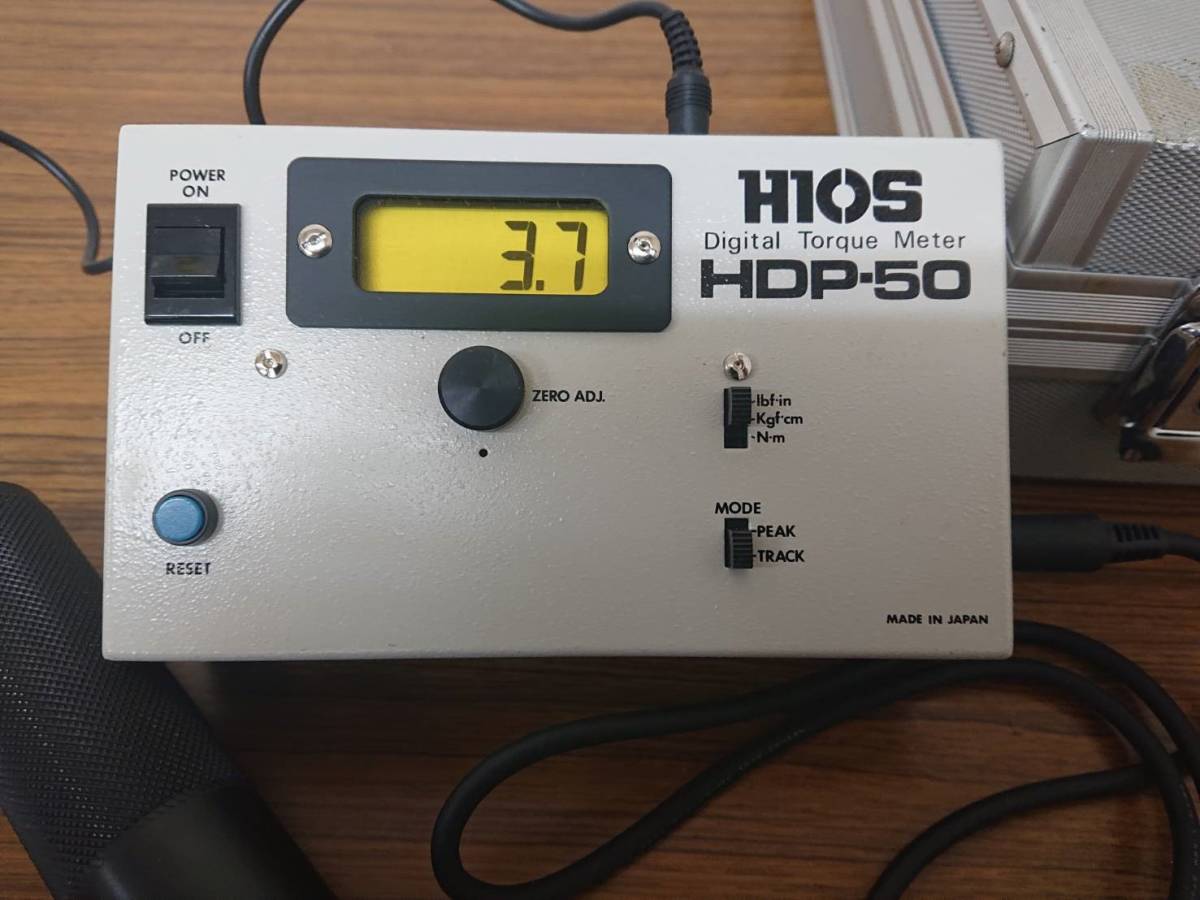 POWER
ON
OFF
3.7
HIOS
Digital Torque Meter
HDP-50
ZERO ADJ.
lbf·in
Kgf·cm
N·m
RESET
MODE
PEAK
TRACK
MADE IN JAPAN